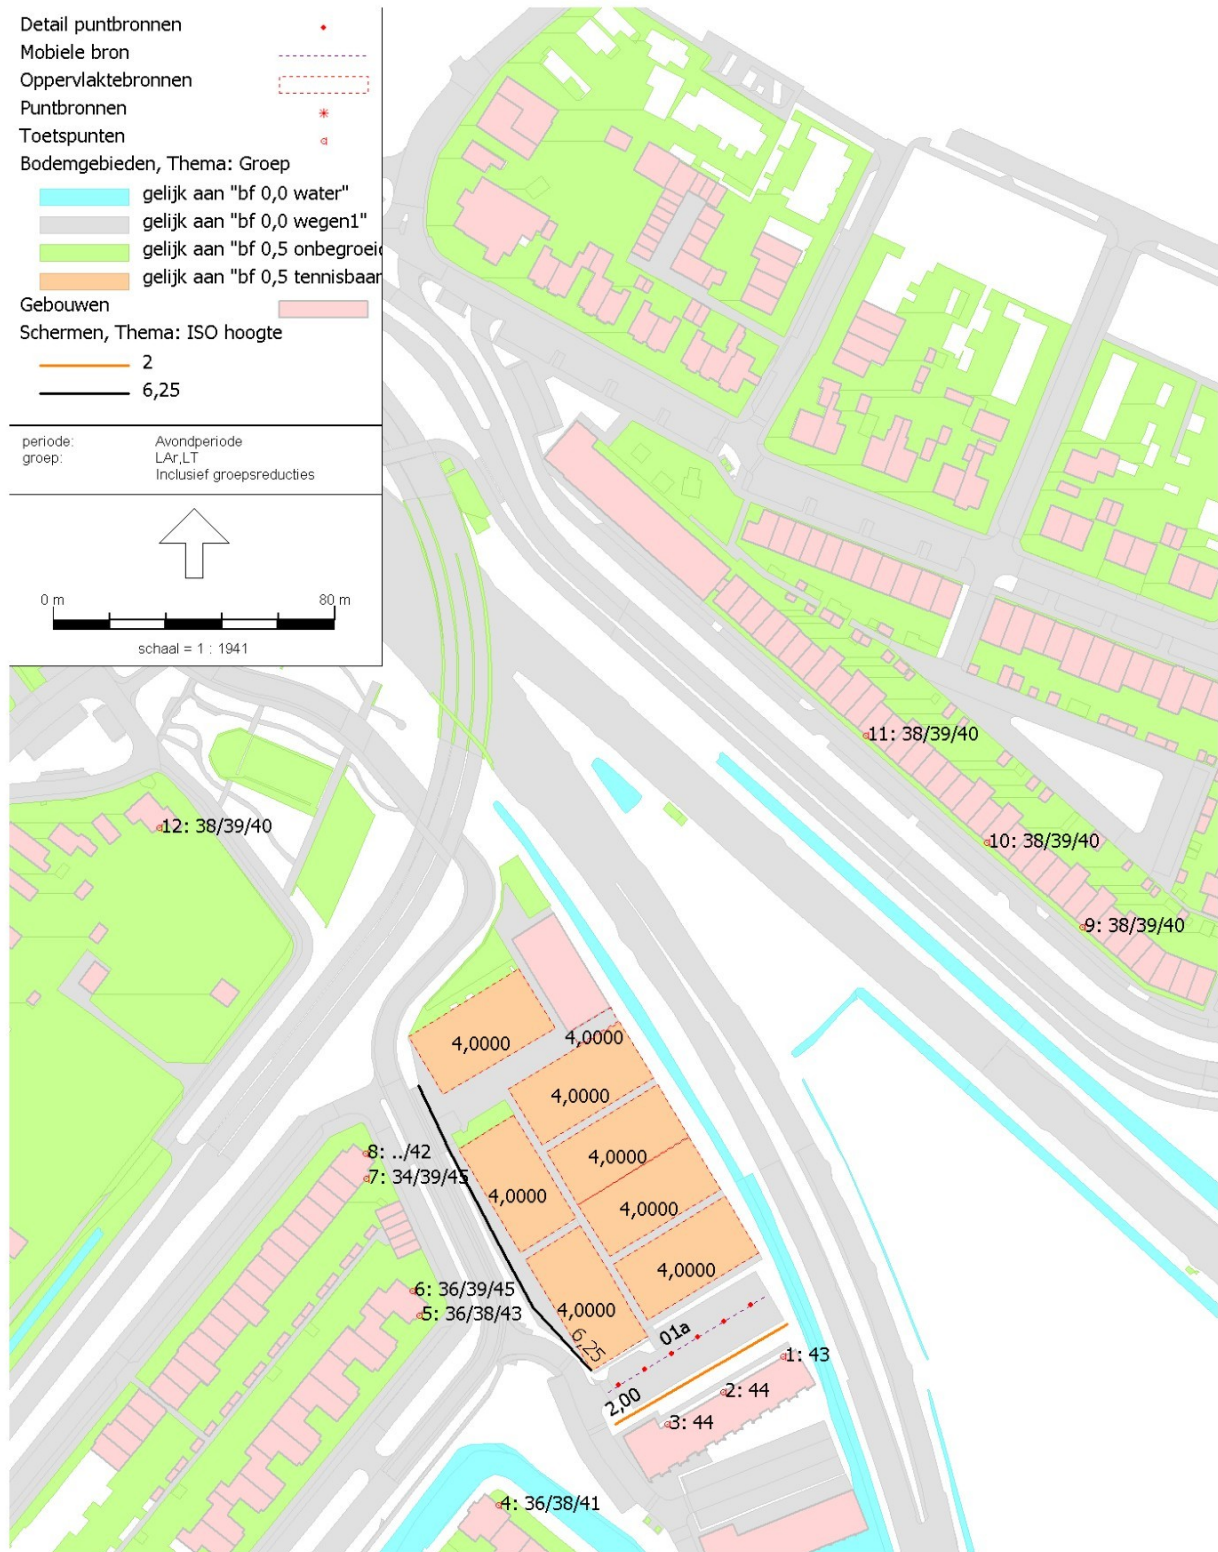 Detail puntbronnen
Mobiele bron
Oppervlaktebronnen
Puntbronnen
Toetspunten
Bodemgebieden, Thema: Groep
gelijk aan "bf 0,0 water"
gelijk aan "bf 0,0 wegen1"
gelijk aan "bf 0,5 onbegroeid
gelijk aan "bf 0,5 tennisbaan
Gebouwen
Schermen, Thema: ISO hoogte
2
6,25
periode: Avondperiode
groep: LAr,LT
Inclusief groepsreducties
0 m 80 m
schaal = 1 : 1941
11: 38/39/40
12: 38/39/40
10: 38/39/40
9: 38/39/40
4,0000
4,0000
4,0000
4,0000
8: ../42
7: 34/39/45
4,0000
4,0000
4,0000
6: 36/39/45
5: 36/38/43
4,0000
6,25
01a
1: 43
2,00
2: 44
3: 44
4: 36/38/41